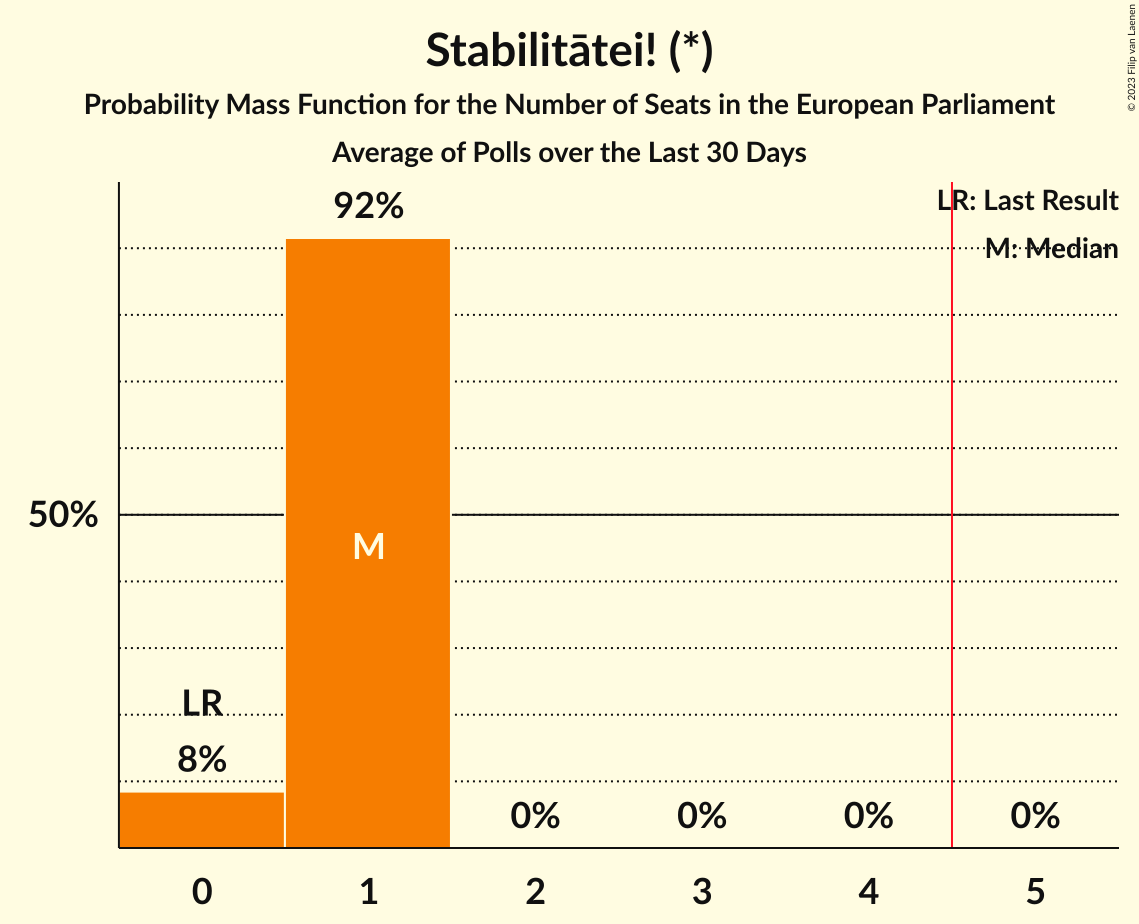 Stabilitātei! (*)
Probability Mass Function for the Number of Seats in the European Parliament
Average of Polls over the Last 30 Days
© 2023 Filip van Laenen
LR: Last Result
M: Median
92%
50%
M
LR
8%
0%
0%
0%
0%
0
1
2
3
4
5